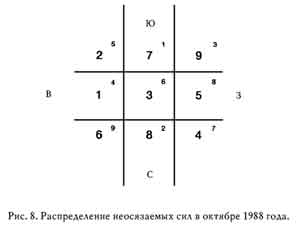 Ю
5 1 3
2 7 9
4 6 8
В 1 3 5 З
9 2 7
6 8 4
С
Рис. 8. Распределение неосязаемых сил в октябре 1988 года.